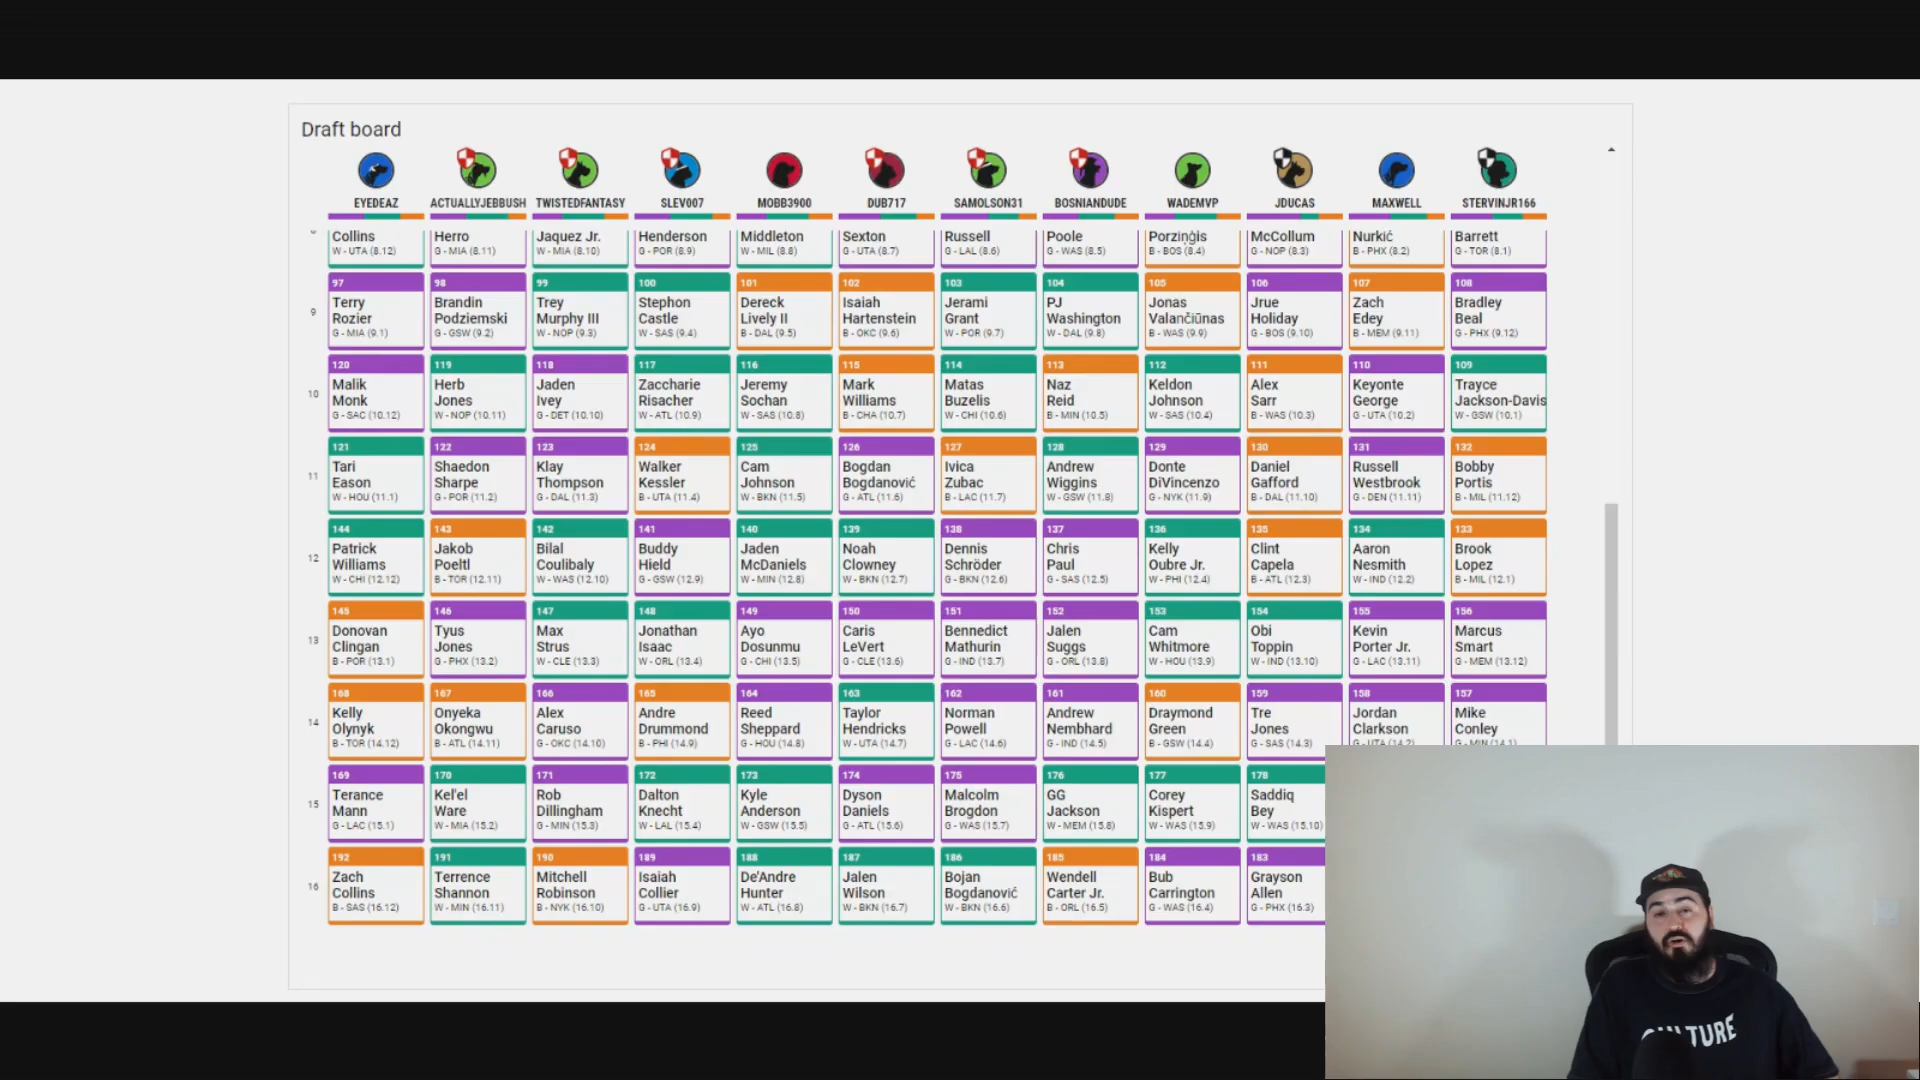 Draft board
EYEDEAZ ACTUALLYJEBBUSH TWISTEDFANTASY SLEV007 MOBB3900 DUB717 SAMOLSON31 BOSNIANDUDE WADEMVP JDUCAS MAXWELL STERVINJR166
Collins Herro Jaquez Jr. Henderson Middleton Sexton Russell Poole Porziņģis McCollum Nurkić Barrett
W - UTA (8.12) G - MIA (8.11) W - MIA (8.10) G - POR (8.9) W - MIL (8.8) G - UTA (8.7) G - LAL (8.6) G - WAS (8.5) B - BOS (8.4) G - NOP (8.3) B - PHX (8.2) G - TOR (8.1)
97 98 99 100 101 102 103 104 105 106 107 108
9 Terry Brandin Trey Stephon Dereck Isaiah Jerami PJ Jonas Jrue Zach Bradley
Rozier Podziemski Murphy III Castle Lively II Hartenstein Grant Washington Valančiūnas Holiday Edey Beal
G - MIA (9.1) G - GSW (9.2) W - NOP (9.3) W - SAS (9.4) B - DAL (9.5) B - OKC (9.6) W - POR (9.7) W - DAL (9.8) B - WAS (9.9) G - BOS (9.10) B - MEM (9.11) G - PHX (9.12)
120 119 118 117 116 115 114 113 112 111 110 109
10 Malik Herb Jaden Zaccharie Jeremy Mark Matas Naz Keldon Alex Keyonte Trayce
Monk Jones Ivey Risacher Sochan Williams Buzelis Reid Johnson Sarr George Jackson-Davis
G - SAC (10.12) W - NOP (10.11) G - DET (10.10) W - ATL (10.9) W - SAS (10.8) B - CHA (10.7) W - CHI (10.6) B - MIN (10.5) W - SAS (10.4) B - WAS (10.3) G - UTA (10.2) W - GSW (10.1)
121 122 123 124 125 126 127 128 129 130 131 132
11 Tari Shaedon Klay Walker Cam Bogdan Ivica Andrew Donte Daniel Russell Bobby
Eason Sharpe Thompson Kessler Johnson Bogdanović Zubac Wiggins DiVincenzo Gafford Westbrook Portis
W - HOU (11.1) G - POR (11.2) G - DAL (11.3) B - UTA (11.4) W - BKN (11.5) G - ATL (11.6) B - LAC (11.7) W - GSW (11.8) G - NYK (11.9) B - DAL (11.10) G - DEN (11.11) B - MIL (11.12)
144 143 142 141 140 139 138 137 136 135 134 133
12 Patrick Jakob Bilal Buddy Jaden Noah Dennis Chris Kelly Clint Aaron Brook
Williams Poeltl Coulibaly Hield McDaniels Clowney Schröder Paul Oubre Jr. Capela Nesmith Lopez
W - CHI (12.12) B - TOR (12.11) W - WAS (12.10) G - GSW (12.9) W - MIN (12.8) W - BKN (12.7) G - BKN (12.6) G - SAS (12.5) W - PHI (12.4) B - ATL (12.3) W - IND (12.2) B - MIL (12.1)
145 146 147 148 149 150 151 152 153 154 155 156
13 Donovan Tyus Max Jonathan Ayo Caris Bennedict Jalen Cam Obi Kevin Marcus
Clingan Jones Strus Isaac Dosunmu LeVert Mathurin Suggs Whitmore Toppin Porter Jr. Smart
B - POR (13.1) G - PHX (13.2) W - CLE (13.3) W - ORL (13.4) G - CHI (13.5) G - CLE (13.6) G - IND (13.7) G - ORL (13.8) W - HOU (13.9) W - IND (13.10) G - LAC (13.11) G - MEM (13.12)
168 167 166 165 164 163 162 161 160 159 158 157
14 Kelly Onyeka Alex Andre Reed Taylor Norman Andrew Draymond Tre Jordan Mike
Olynyk Okongwu Caruso Drummond Sheppard Hendricks Powell Nembhard Green Jones Clarkson Conley
B - TOR (14.12) B - ATL (14.11) G - OKC (14.10) B - PHI (14.9) G - HOU (14.8) W - UTA (14.7) G - LAC (14.6) G - IND (14.5) B - GSW (14.4) G - SAS (14.3) G - UTA (14.2) G - MIN (14.1)
169 170 171 172 173 174 175 176 177 178
15 Terance Kel'el Rob Dalton Kyle Dyson Malcolm GG Corey Saddiq
Mann Ware Dillingham Knecht Anderson Daniels Brogdon Jackson Kispert Bey
G - LAC (15.1) W - MIA (15.2) G - MIN (15.3) W - LAL (15.4) W - GSW (15.5) G - ATL (15.6) G - WAS (15.7) W - MEM (15.8) W - WAS (15.9) W - WAS (15.10)
192 191 190 189 188 187 186 185 184 183
16 Zach Terrence Mitchell Isaiah De'Andre Jalen Bojan Wendell Bub Grayson
Collins Shannon Robinson Collier Hunter Wilson Bogdanović Carter Jr. Carrington Allen
B - SAS (16.12) W - MIN (16.11) B - NYK (16.10) G - UTA (16.9) W - ATL (16.8) W - BKN (16.7) W - BKN (16.6) B - ORL (16.5) G - WAS (16.4) G - PHX (16.3)